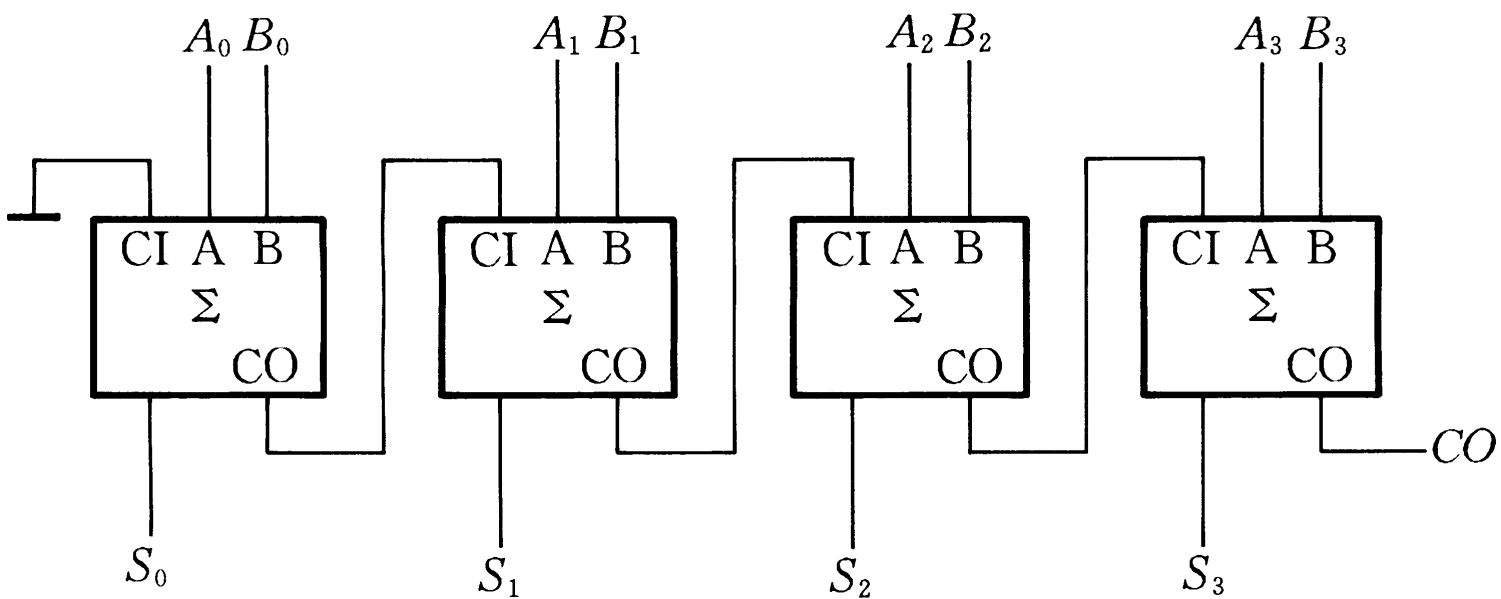 A₀ B₀ A₁ B₁ A₂ B₂ A₃ B₃
CI A B CI A B CI A B CI A B
Σ Σ Σ Σ
CO CO CO CO
CO
S₀ S₁ S₂ S₃